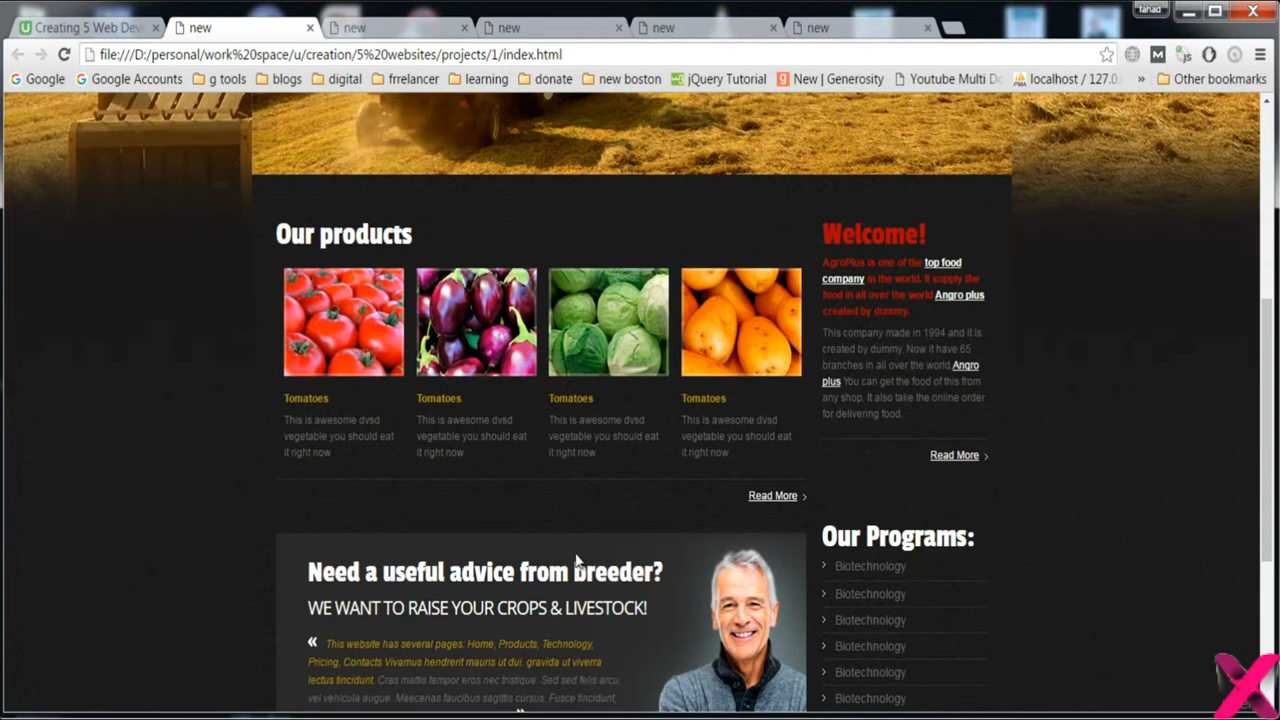 fahad
Creating 5 Web Dev
new
new
new
new
new
file:///D:/personal/work%20space/u/creation/5%20websites/projects/1/index.html
Google
Google Accounts
g tools
blogs
digital
frrelancer
learning
donate
new boston
jQuery Tutorial
New | Generosity
Youtube Multi Do
localhost / 127.0.
»
Other bookmarks
Our products
Tomatoes
This is awesome dvsd
vegetable you should eat
it right now
Tomatoes
This is awesome dvsd
vegetable you should eat
it right now
Tomatoes
This is awesome dvsd
vegetable you should eat
it right now
Tomatoes
This is awesome dvsd
vegetable you should eat
it right now
Read More
Welcome!
AgroPlus is one of the top food
company in the world. It supply the
food in all over the world Angro plus
created by dummy.
This company made in 1994 and it is
created by dummy. Now it have 65
branches in all over the world Angro
plus You can get the food of this from
any shop. It also take the online order
for delivering food.
Read More
Need a useful advice from breeder?
WE WANT TO RAISE YOUR CROPS & LIVESTOCK!
“ This website has several pages: Home, Products, Technology,
Pricing, Contacts Vivamus hendrerit mauris ut dui. gravida ut viverra
lectus tincidunt. Cras mattis tempor eros nec tristique. Sed sed felis arcu,
vel vehicula augue. Maecenas faucibus sagittis cursus. Fusce tincidunt,
Our Programs:
Biotechnology
Biotechnology
Biotechnology
Biotechnology
Biotechnology
Biotechnology